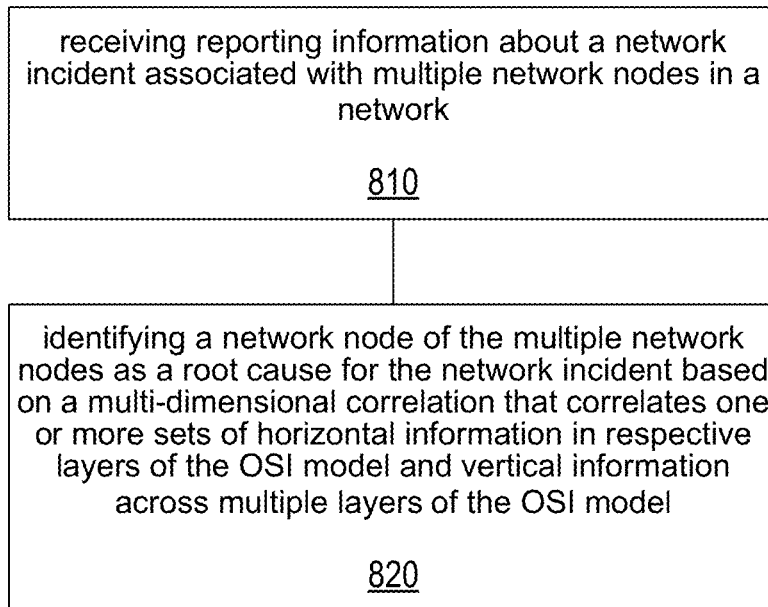 receiving reporting information about a network
incident associated with multiple network nodes in a
network
810
identifying a network node of the multiple network
nodes as a root cause for the network incident based
on a multi-dimensional correlation that correlates one
or more sets of horizontal information in respective
layers of the OSI model and vertical information
across multiple layers of the OSI model
820